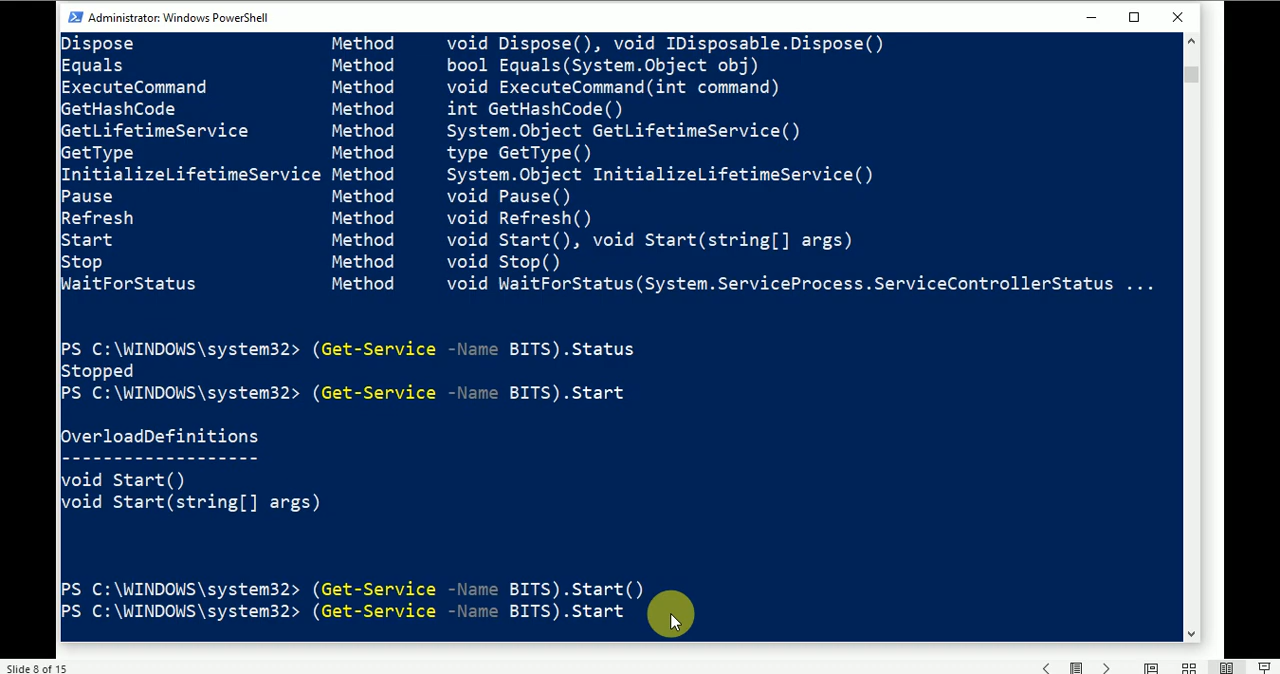 Administrator: Windows PowerShell
Dispose Method void Dispose(), void IDisposable.Dispose()
Equals Method bool Equals(System.Object obj)
ExecuteCommand Method void ExecuteCommand(int command)
GetHashCode Method int GetHashCode()
GetLifetimeService Method System.Object GetLifetimeService()
GetType Method type GetType()
InitializeLifetimeService Method System.Object InitializeLifetimeService()
Pause Method void Pause()
Refresh Method void Refresh()
Start Method void Start(), void Start(string[] args)
Stop Method void Stop()
WaitForStatus Method void WaitForStatus(System.ServiceProcess.ServiceControllerStatus ...
PS C:\WINDOWS\system32> (Get-Service -Name BITS).Status
Stopped
PS C:\WINDOWS\system32> (Get-Service -Name BITS).Start
OverloadDefinitions
-------------------
void Start()
void Start(string[] args)
PS C:\WINDOWS\system32> (Get-Service -Name BITS).Start()
PS C:\WINDOWS\system32> (Get-Service -Name BITS).Start
Slide 8 of 15